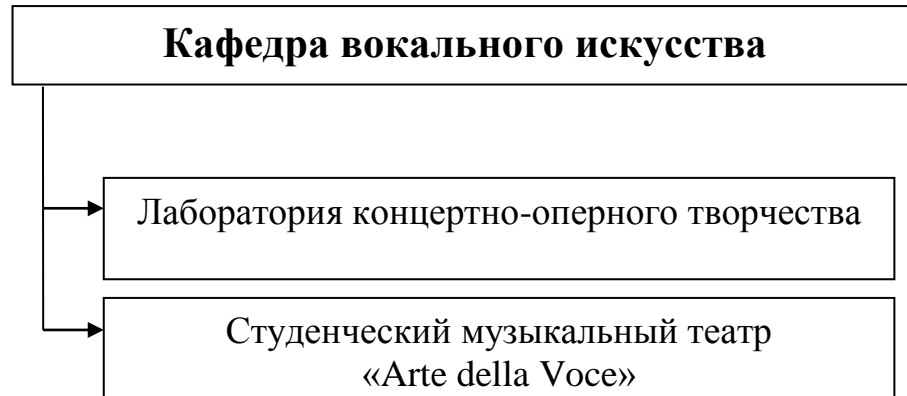 Кафедра вокального искусства
Лаборатория концертно-оперного творчества
Студенческий музыкальный театр
«Arte della Voce»